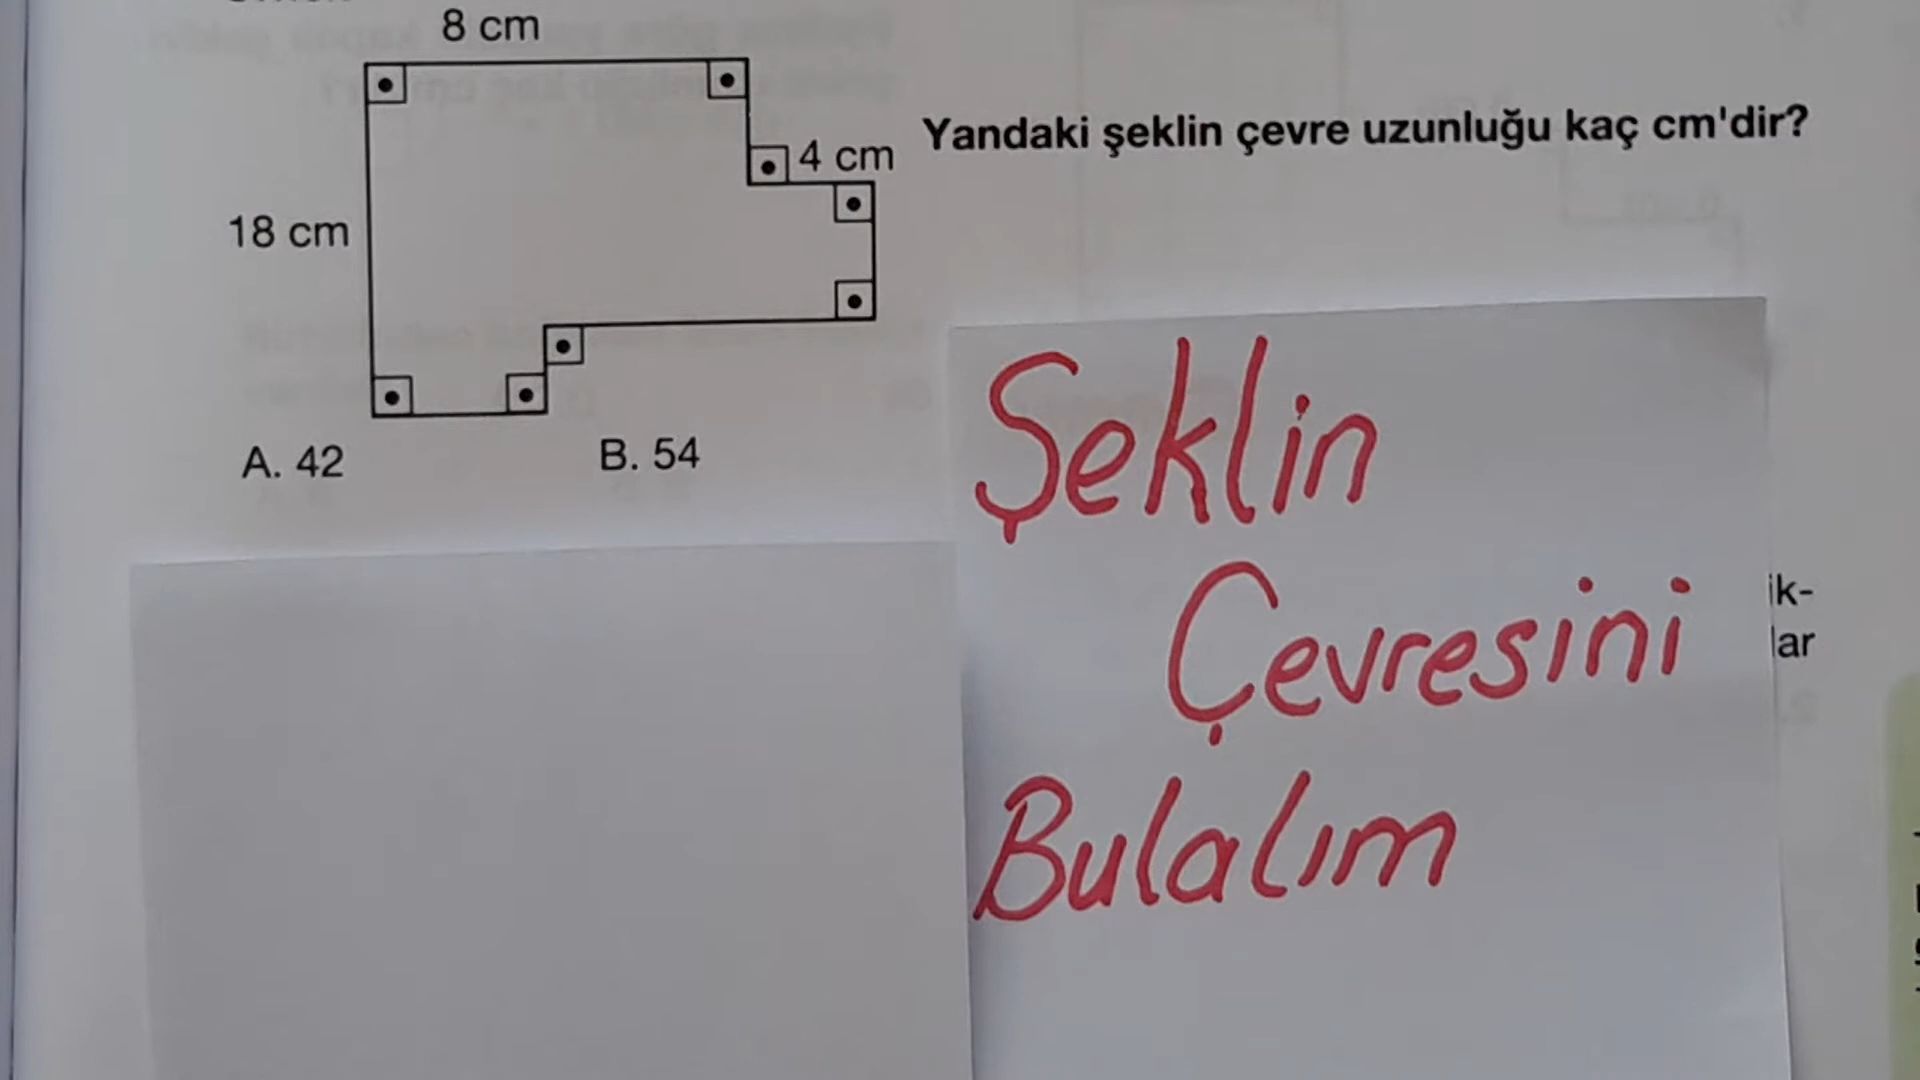 8 cm
Yandaki şeklin çevre uzunluğu kaç cm'dir?
4 cm
18 cm
A. 42
B. 54
Şeklin
Çevresini
Bulalım
ik-
lar